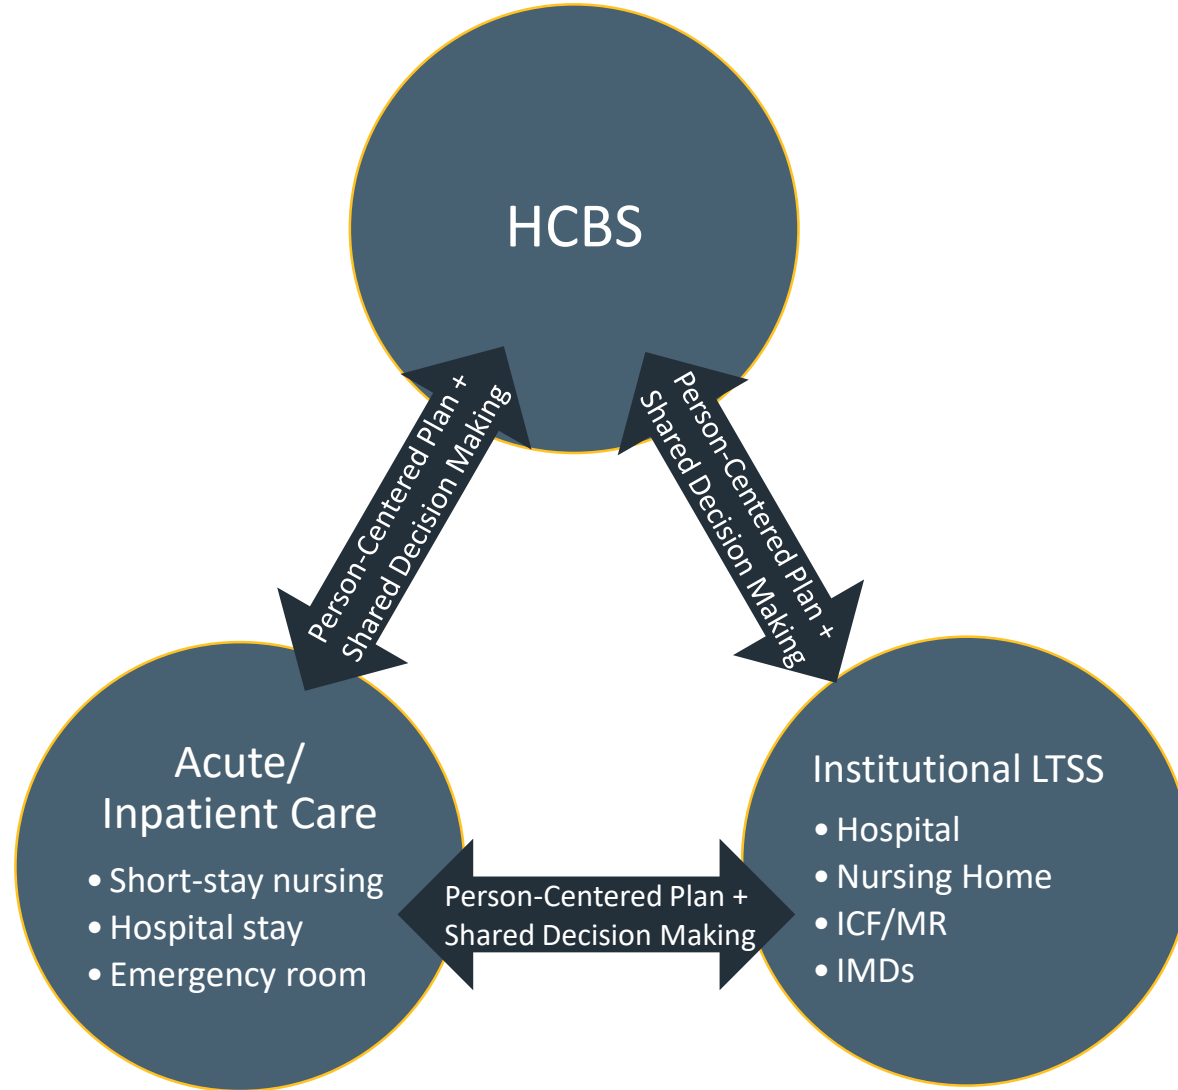 HCBS
Person-Centered Plan +
Shared Decision Making
Person-Centered Plan +
Shared Decision Making
Acute/
Inpatient Care
• Short-stay nursing
• Hospital stay
• Emergency room
Person-Centered Plan +
Shared Decision Making
Institutional LTSS
• Hospital
• Nursing Home
• ICF/MR
• IMDs